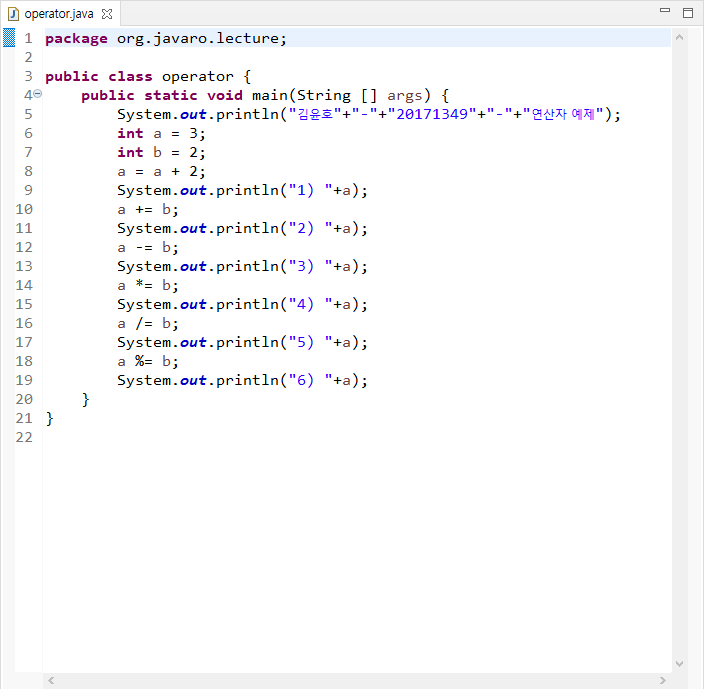 operator.java
1 package org.javaro.lecture;
2
3 public class operator {
4     public static void main(String [] args) {
5         System.out.println("김윤호"+"-"+"20171349"+"-"+"연산자 예제");
6         int a = 3;
7         int b = 2;
8         a = a + 2;
9         System.out.println("1) "+a);
10         a += b;
11         System.out.println("2) "+a);
12         a -= b;
13         System.out.println("3) "+a);
14         a *= b;
15         System.out.println("4) "+a);
16         a /= b;
17         System.out.println("5) "+a);
18         a %= b;
19         System.out.println("6) "+a);
20     }
21 }
22